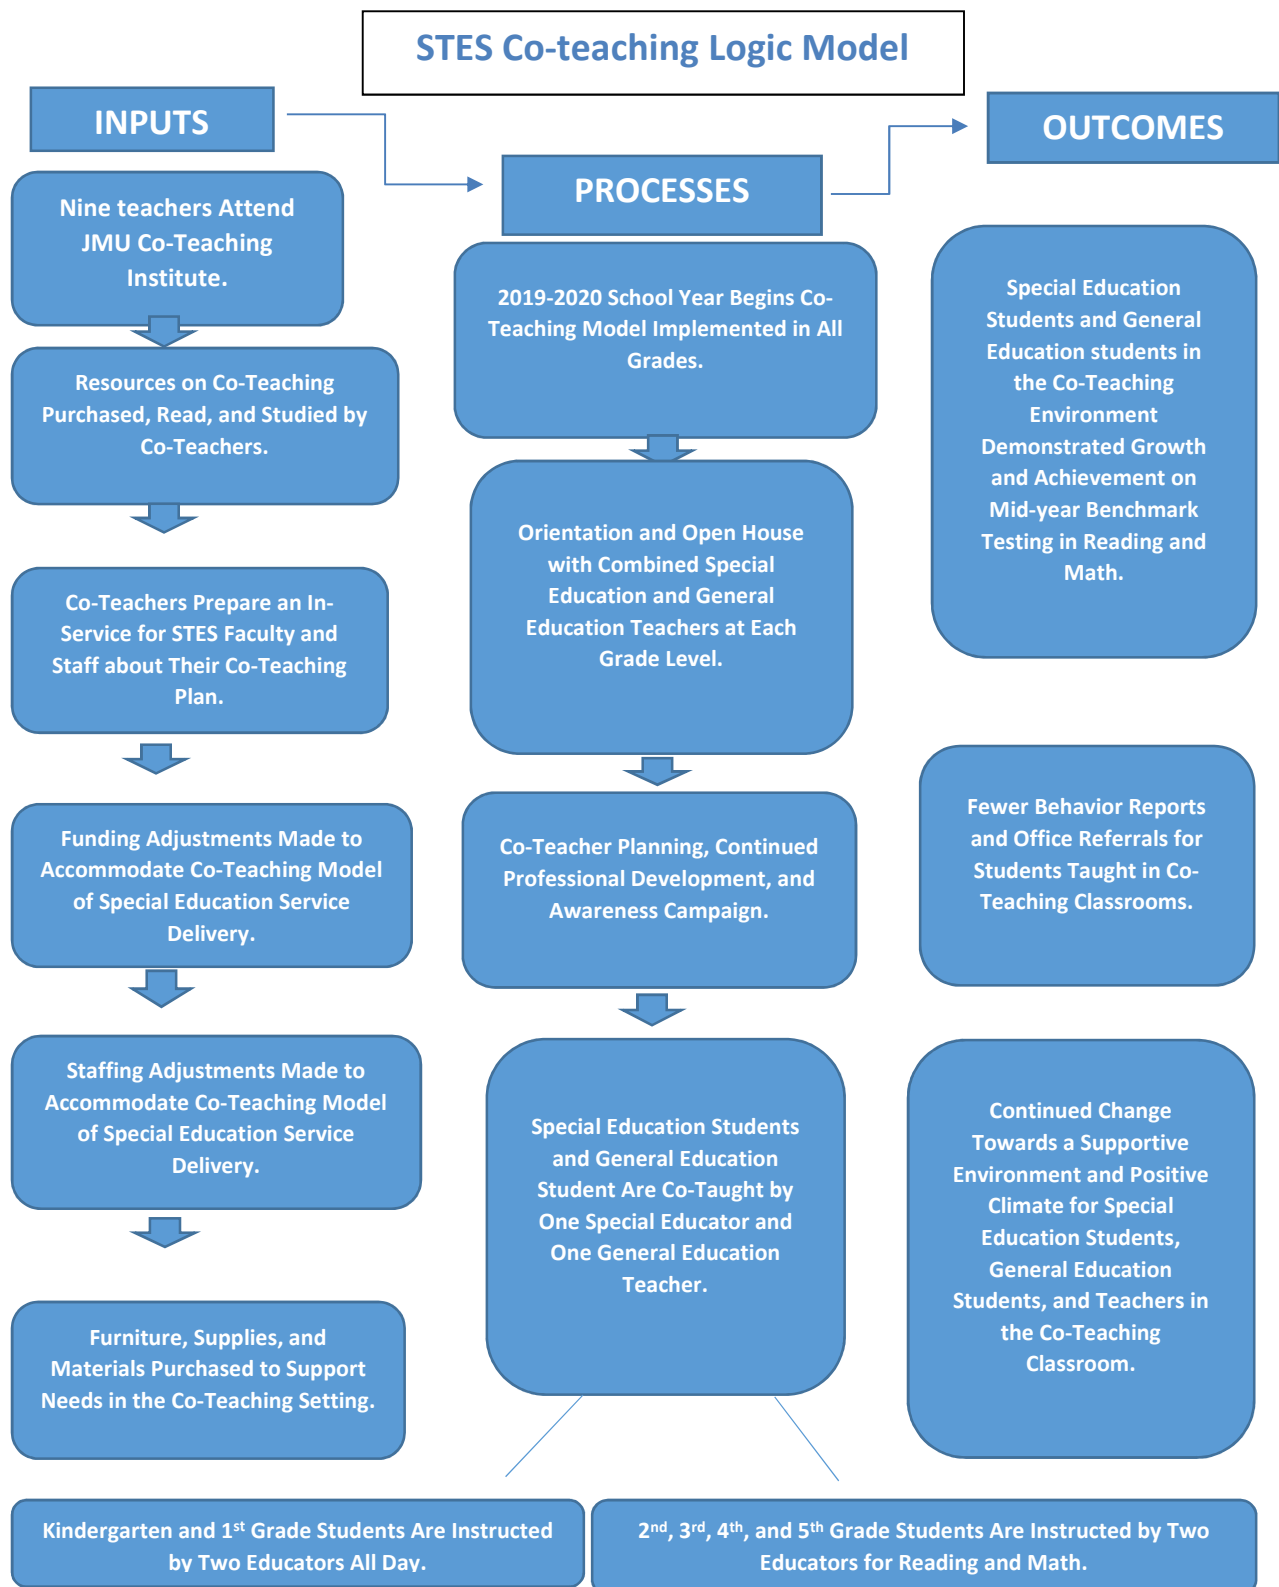 STES Co-teaching Logic Model
INPUTS
Nine teachers Attend
JMU Co-Teaching
Institute.
Resources on Co-Teaching
Purchased, Read, and Studied by
Co-Teachers.
Co-Teachers Prepare an In-
Service for STES Faculty and
Staff about Their Co-Teaching
Plan.
Funding Adjustments Made to
Accommodate Co-Teaching Model
of Special Education Service
Delivery.
Staffing Adjustments Made to
Accommodate Co-Teaching Model
of Special Education Service
Delivery.
Furniture, Supplies, and
Materials Purchased to Support
Needs in the Co-Teaching Setting.
PROCESSES
2019-2020 School Year Begins Co-
Teaching Model Implemented in All
Grades.
Orientation and Open House
with Combined Special
Education and General
Education Teachers at Each
Grade Level.
Co-Teacher Planning, Continued
Professional Development, and
Awareness Campaign.
Special Education Students
and General Education
Student Are Co-Taught by
One Special Educator and
One General Education
Teacher.
Kindergarten and 1st Grade Students Are Instructed
by Two Educators All Day.
2nd, 3rd, 4th, and 5th Grade Students Are Instructed by Two
Educators for Reading and Math.
OUTCOMES
Special Education
Students and General
Education students in
the Co-Teaching
Environment
Demonstrated Growth
and Achievement on
Mid-year Benchmark
Testing in Reading and
Math.
Fewer Behavior Reports
and Office Referrals for
Students Taught in Co-
Teaching Classrooms.
Continued Change
Towards a Supportive
Environment and Positive
Climate for Special
Education Students,
General Education
Students, and Teachers in
the Co-Teaching
Classroom.